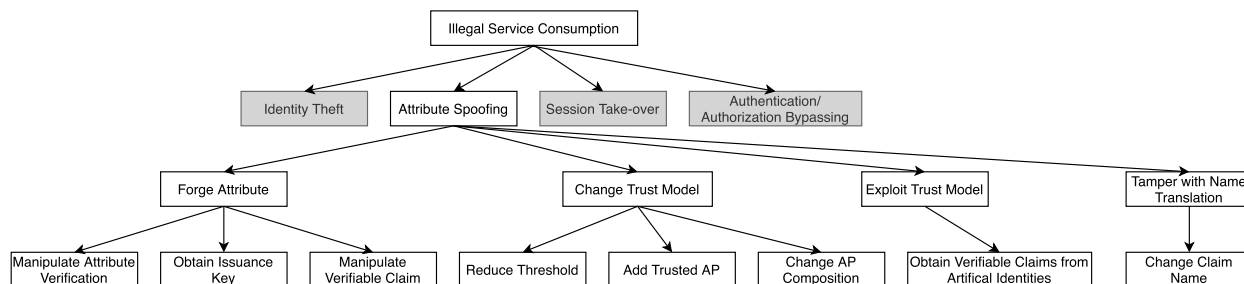 Illegal Service Consumption
Identity Theft
Attribute Spoofing
Session Take-over
Authentication/
Authorization Bypassing
Forge Attribute
Change Trust Model
Exploit Trust Model
Tamper with Name
Translation
Manipulate Attribute
Verification
Obtain Issuance
Key
Manipulate
Verifiable Claim
Reduce Threshold
Add Trusted AP
Change AP
Composition
Obtain Verifiable Claims from
Artifical Identities
Change Claim
Name